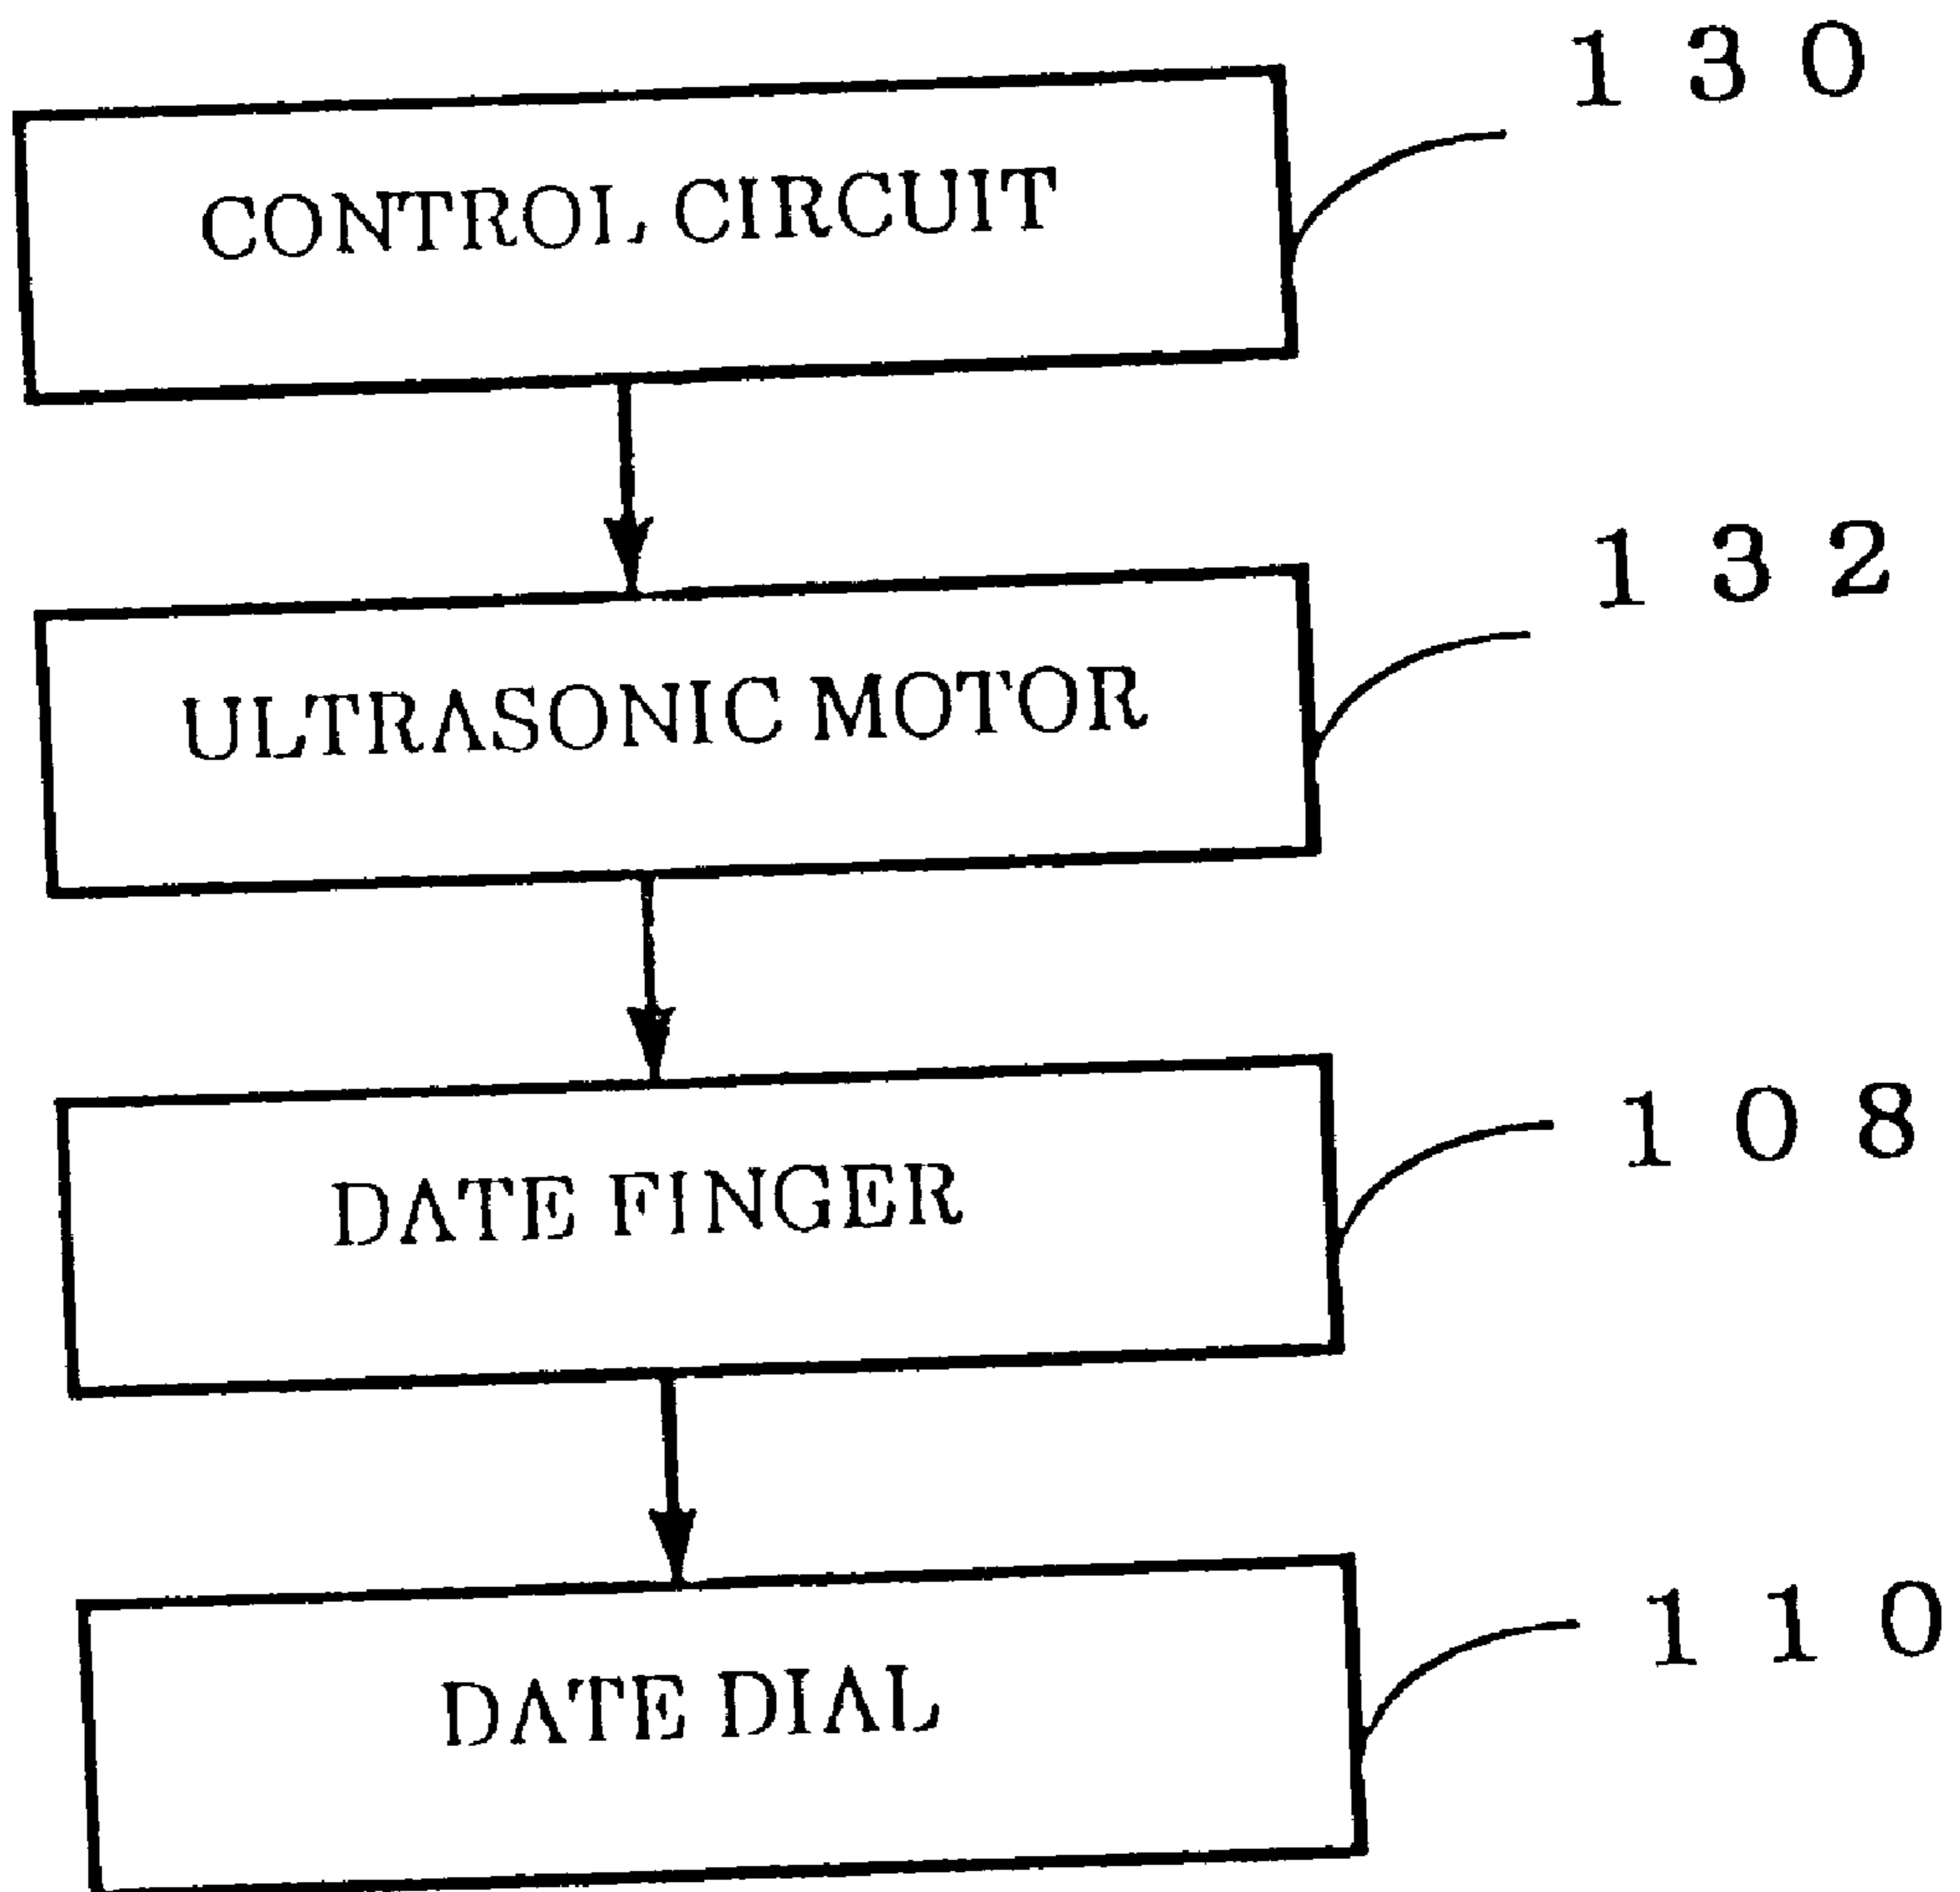 130
CONTROL CIRCUIT
132
ULTRASONIC MOTOR
108
DATE FINGER
110
DATE DIAL